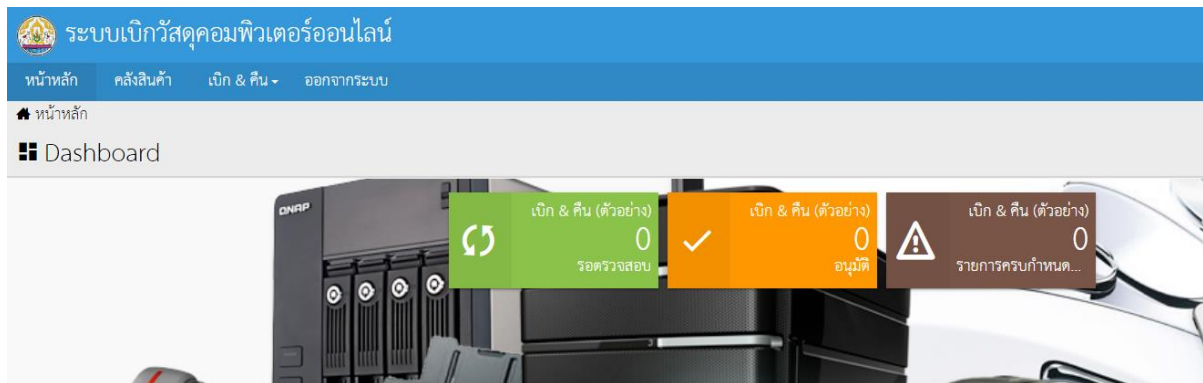 ระบบเบิกวัสดุคอมพิวเตอร์ออนไลน์
หน้าหลัก คลังสินค้า เบิก & คืน ออกจากระบบ
หน้าหลัก
Dashboard
QNAP
เบิก & คืน (ตัวอย่าง)
0
รอตรวจสอบ
เบิก & คืน (ตัวอย่าง)
0
อนุมัติ
เบิก & คืน (ตัวอย่าง)
0
รายการครบกำหนด...